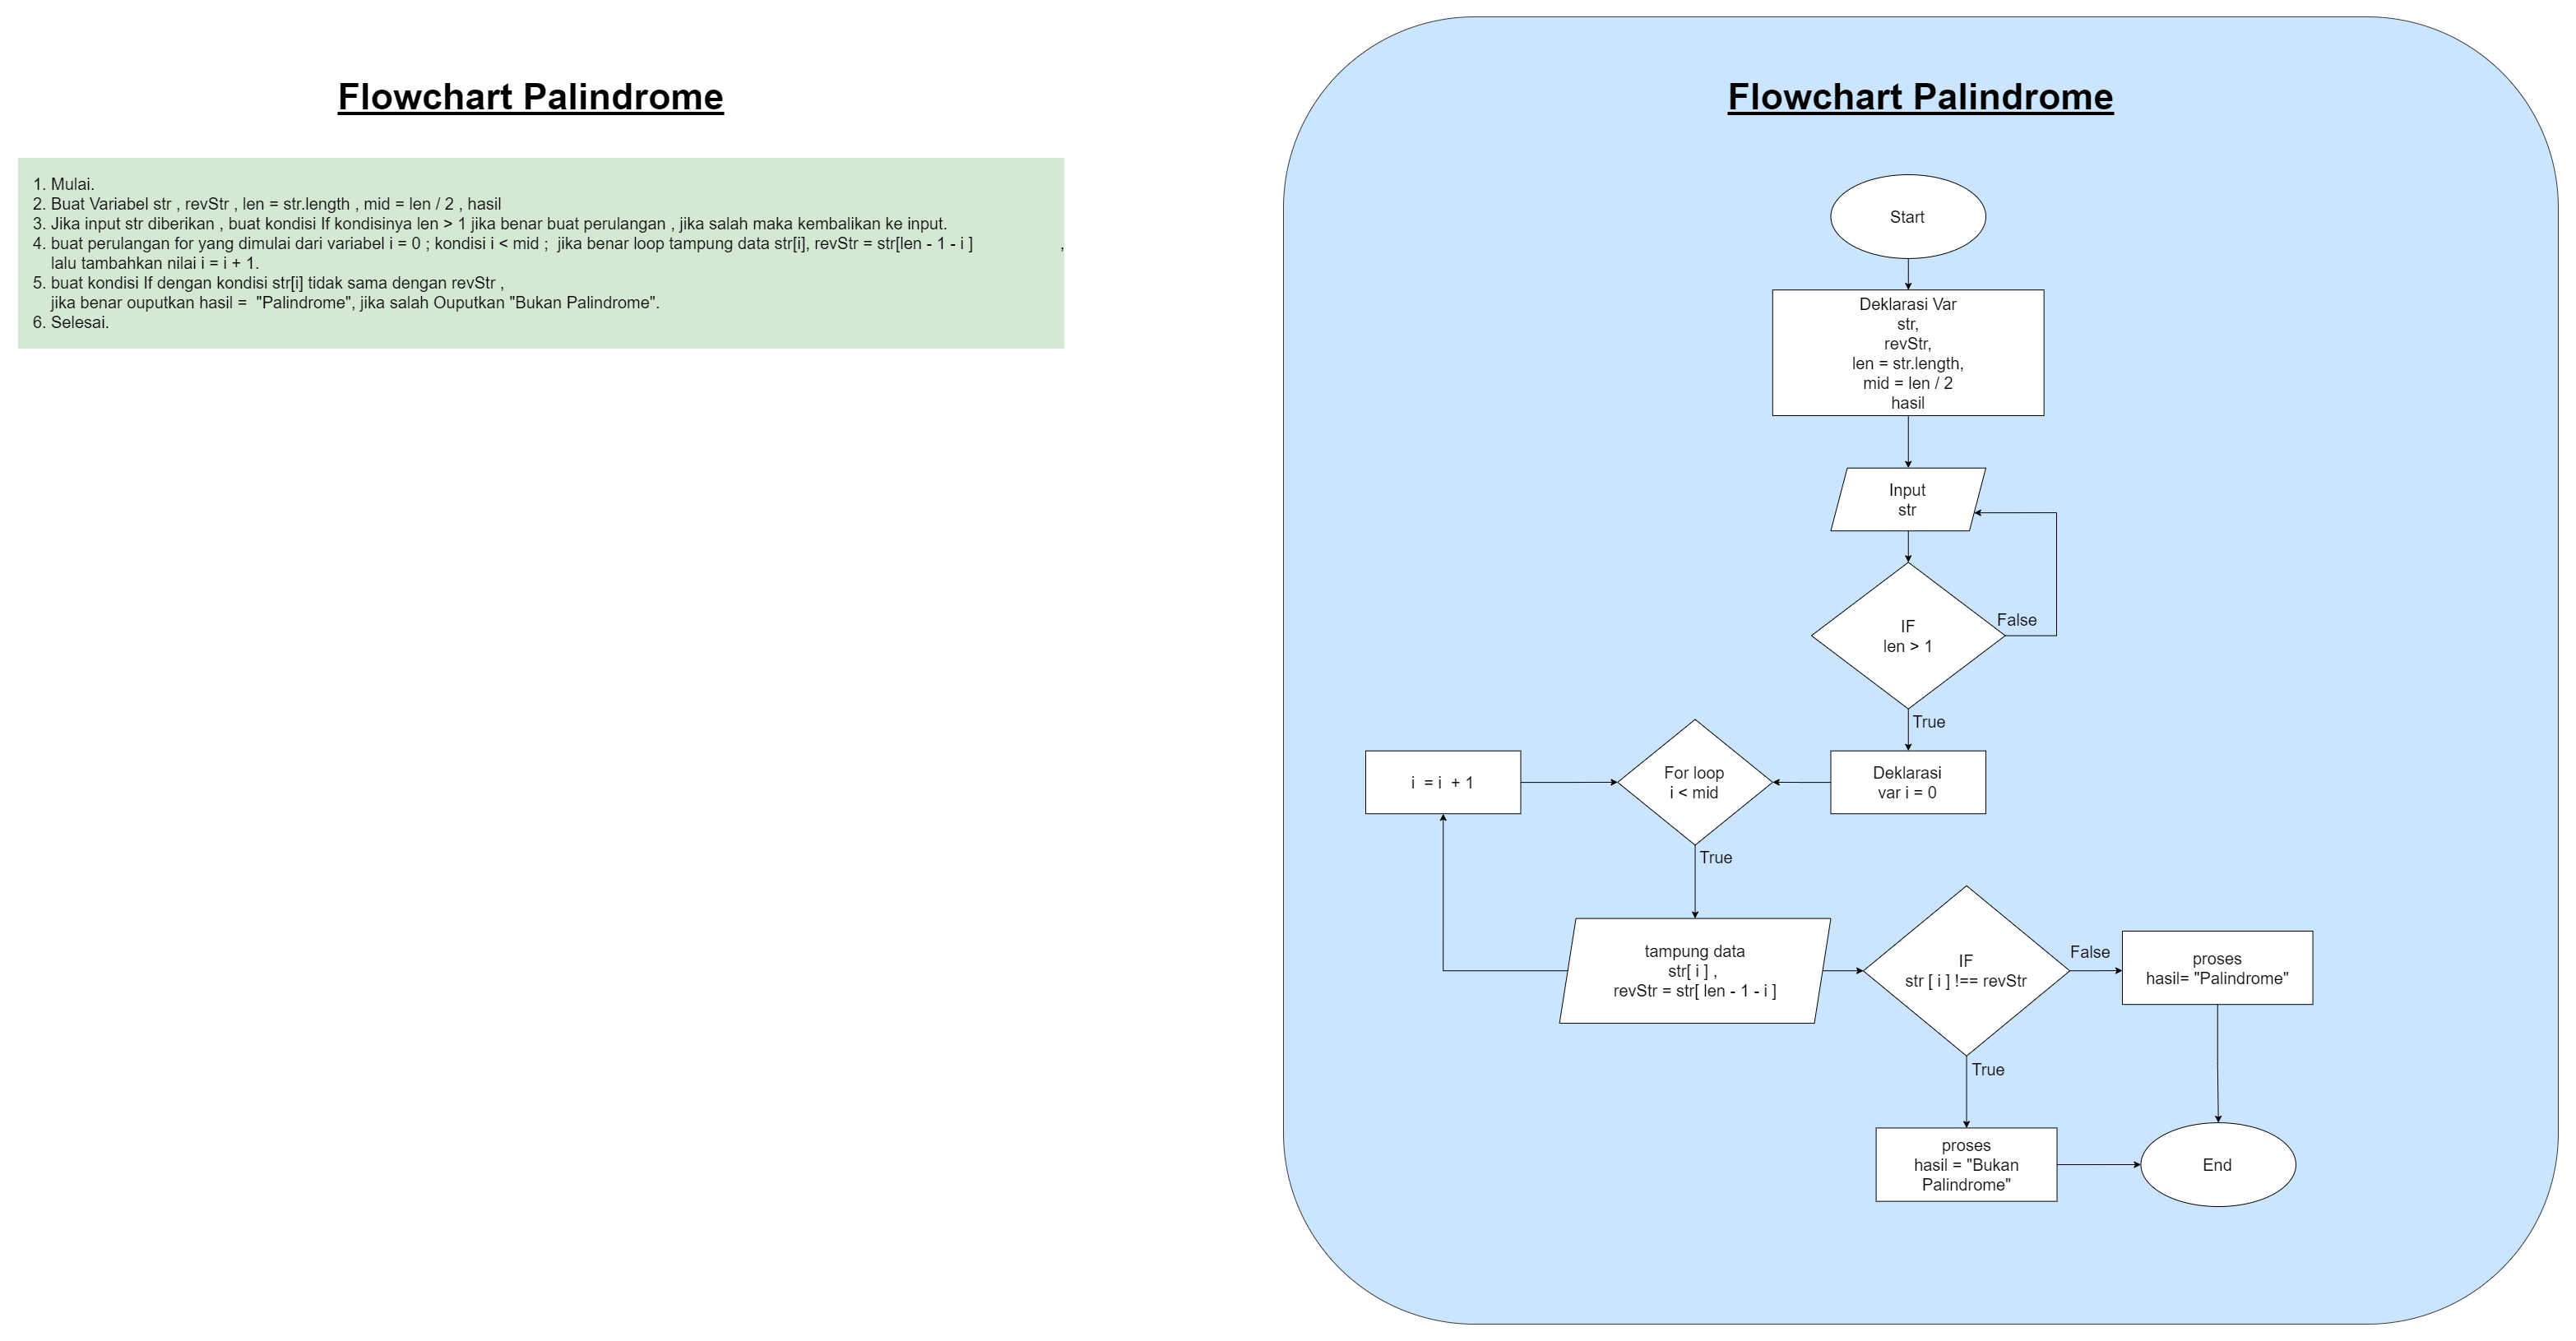 Flowchart Palindrome
1. Mulai.
2. Buat Variabel str , revStr , len = str.length , mid = len / 2 , hasil
3. Jika input str diberikan , buat kondisi If kondisinya len > 1 jika benar buat perulangan , jika salah maka kembalikan ke input.
4. buat perulangan for yang dimulai dari variabel i = 0 ; kondisi i < mid ;  jika benar loop tampung data str[i], revStr = str[len - 1 - i ] ,
lalu tambahkan nilai i = i + 1.
5. buat kondisi If dengan kondisi str[i] tidak sama dengan revStr ,
jika benar ouputkan hasil =  "Palindrome", jika salah Ouputkan "Bukan Palindrome".
6. Selesai.
Flowchart Palindrome
Start
Deklarasi Var
str,
revStr,
len = str.length,
mid = len / 2
hasil
Input
str
IF
len > 1
False
True
Deklarasi
var i = 0
For loop
i < mid
i  = i  + 1
True
tampung data
str[ i ] ,
revStr = str[ len - 1 - i ]
IF
str [ i ] !== revStr
False
proses
hasil= "Palindrome"
True
proses
hasil = "Bukan
Palindrome"
End